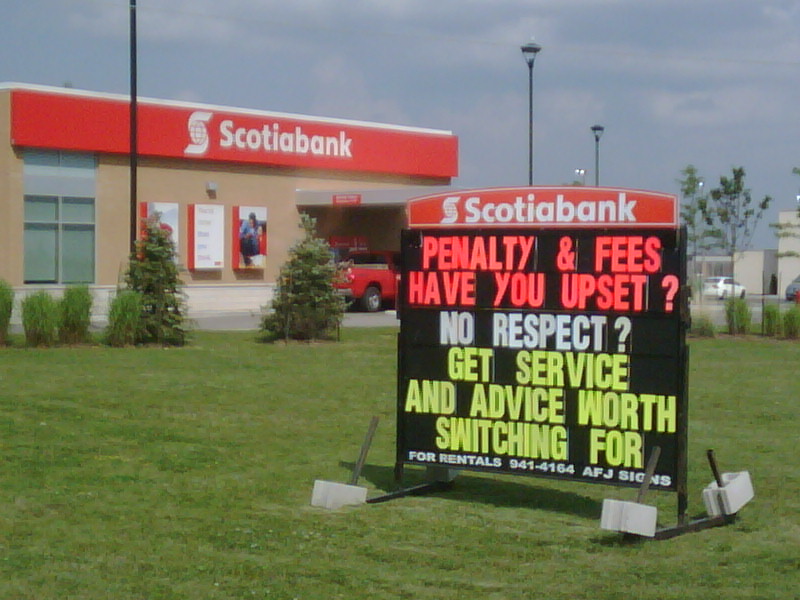 Scotiabank
Scotiabank
PENALTY & FEES
HAVE YOU UPSET ?
NO RESPECT ?
GET SERVICE
AND ADVICE WORTH
SWITCHING FOR
FOR RENTALS 941-4164 AFJ SIGNS